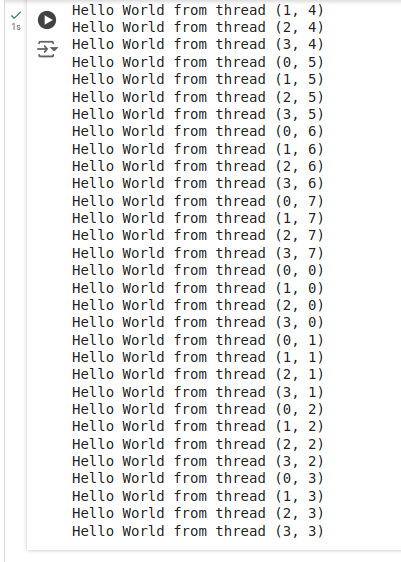 Hello World from thread (1, 4)
1s
Hello World from thread (2, 4)
Hello World from thread (3, 4)
Hello World from thread (0, 5)
Hello World from thread (1, 5)
Hello World from thread (2, 5)
Hello World from thread (3, 5)
Hello World from thread (0, 6)
Hello World from thread (1, 6)
Hello World from thread (2, 6)
Hello World from thread (3, 6)
Hello World from thread (0, 7)
Hello World from thread (1, 7)
Hello World from thread (2, 7)
Hello World from thread (3, 7)
Hello World from thread (0, 0)
Hello World from thread (1, 0)
Hello World from thread (2, 0)
Hello World from thread (3, 0)
Hello World from thread (0, 1)
Hello World from thread (1, 1)
Hello World from thread (2, 1)
Hello World from thread (3, 1)
Hello World from thread (0, 2)
Hello World from thread (1, 2)
Hello World from thread (2, 2)
Hello World from thread (3, 2)
Hello World from thread (0, 3)
Hello World from thread (1, 3)
Hello World from thread (2, 3)
Hello World from thread (3, 3)